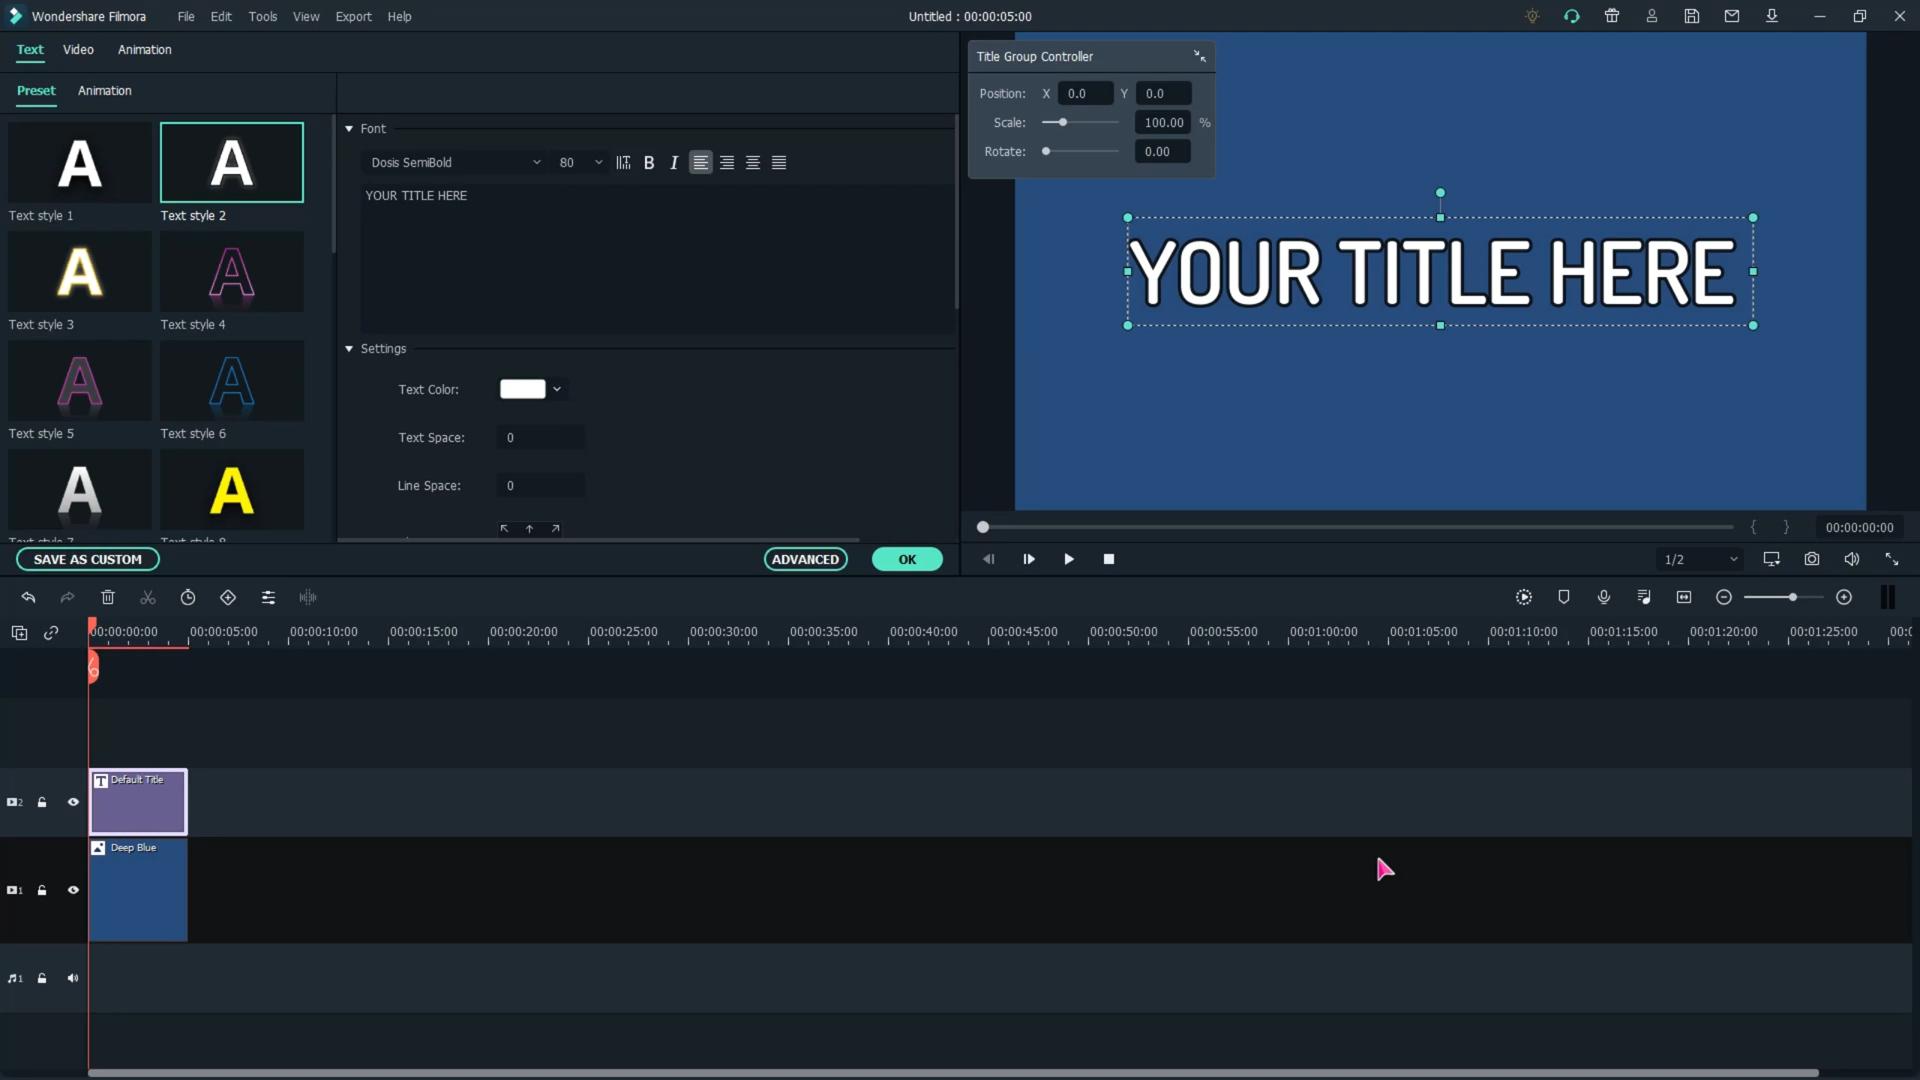 Wondershare Filmora File Edit Tools View Export Help Untitled : 00:00:05:00
Text Video Animation
Preset Animation
A A
Text style 1 Text style 2
A A
Text style 3 Text style 4
A A
Text style 5 Text style 6
A A
Text style 7 Text style 8
Font
Dosis SemiBold 80 B I
YOUR TITLE HERE
Settings
Text Color:
Text Space: 0
Line Space: 0
SAVE AS CUSTOM ADVANCED OK
Title Group Controller
Position: X 0.0 Y 0.0
Scale: 100.00 %
Rotate: 0.00
YOUR TITLE HERE
{ } 00:00:00:00
1/2
00:00:00:00 00:00:05:00 00:00:10:00 00:00:15:00 00:00:20:00 00:00:25:00 00:00:30:00 00:00:35:00 00:00:40:00 00:00:45:00 00:00:50:00 00:00:55:00 00:01:00:00 00:01:05:00 00:01:10:00 00:01:15:00 00:01:20:00 00:01:25:00
T Default Title
2
Deep Blue
1
1